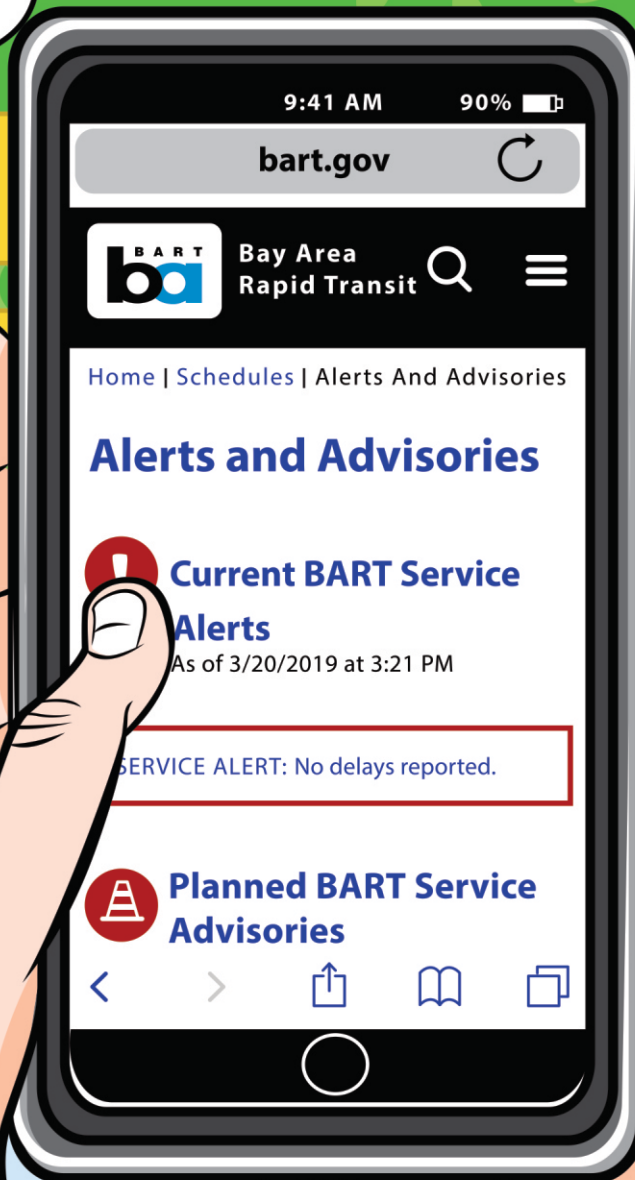 9:41 AM 90%
bart.gov
BART
ba
Bay Area
Rapid Transit
Home | Schedules | Alerts And Advisories
Alerts and Advisories
Current BART Service
Alerts
As of 3/20/2019 at 3:21 PM
SERVICE ALERT: No delays reported.
Planned BART Service
Advisories